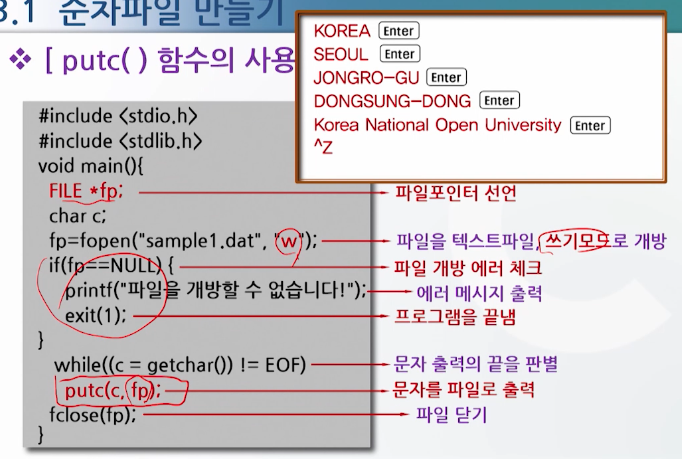 3.1 순차파일 만들기
❖ [ putc( ) 함수의 사용
KOREA Enter
SEOUL Enter
JONGRO-GU Enter
DONGSUNG-DONG Enter
Korea National Open University Enter
^Z
#include <stdio.h>
#include <stdlib.h>
void main(){
FILE *fp; 파일포인터 선언
char c;
fp=fopen("sample1.dat", "w"); 파일을 텍스트파일, 쓰기모드로 개방
if(fp==NULL) { 파일 개방 에러 체크
printf("파일을 개방할 수 없습니다!"); 에러 메시지 출력
exit(1); 프로그램을 끝냄
}
while((c = getchar()) != EOF) 문자 출력의 끝을 판별
putc(c, fp); 문자를 파일로 출력
fclose(fp); 파일 닫기
}